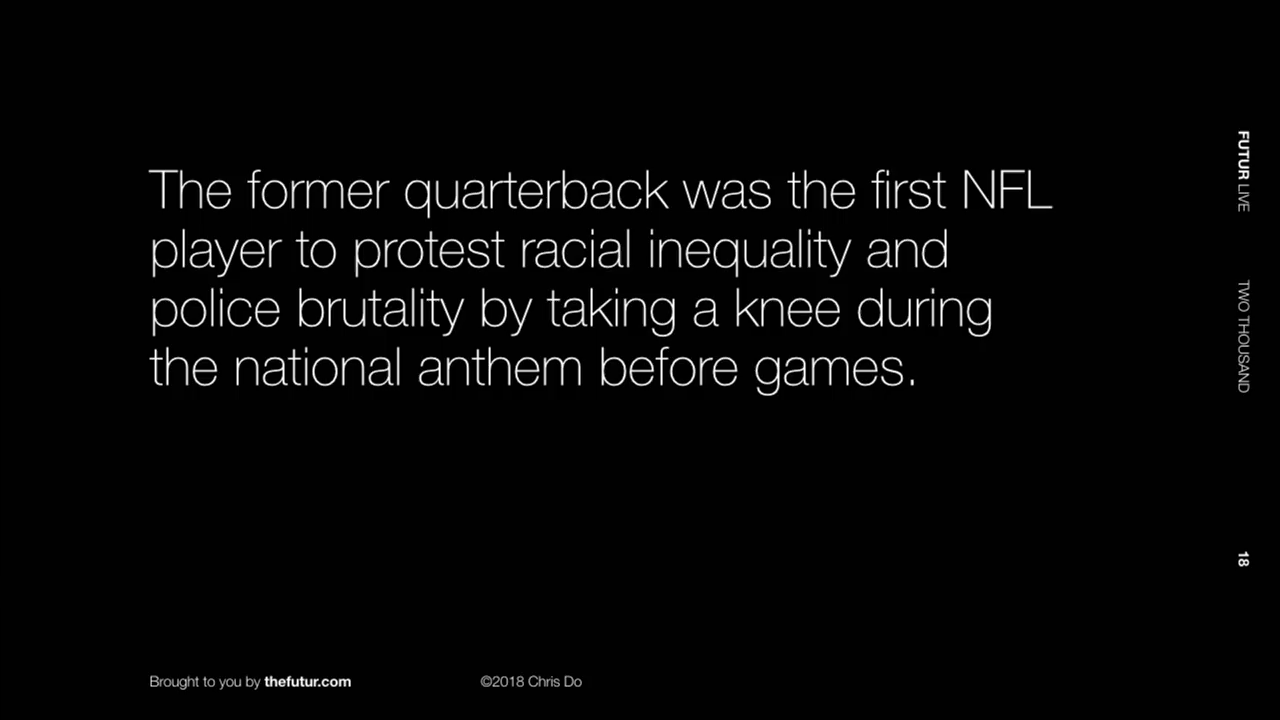 The former quarterback was the first NFL
player to protest racial inequality and
police brutality by taking a knee during
the national anthem before games.
FUTUR LIVE
TWO THOUSAND
18
Brought to you by thefutur.com
©2018 Chris Do